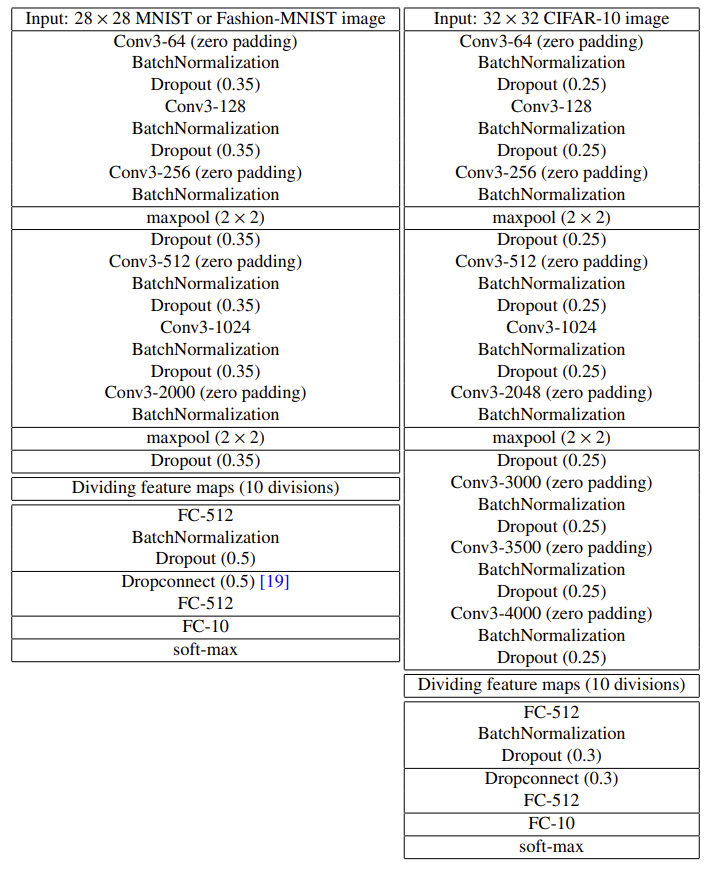 Input: 28 × 28 MNIST or Fashion-MNIST image
Conv3-64 (zero padding)
BatchNormalization
Dropout (0.35)
Conv3-128
BatchNormalization
Dropout (0.35)
Conv3-256 (zero padding)
BatchNormalization
maxpool (2 × 2)
Dropout (0.35)
Conv3-512 (zero padding)
BatchNormalization
Dropout (0.35)
Conv3-1024
BatchNormalization
Dropout (0.35)
Conv3-2000 (zero padding)
BatchNormalization
maxpool (2 × 2)
Dropout (0.35)
Dividing feature maps (10 divisions)
FC-512
BatchNormalization
Dropout (0.5)
Dropconnect (0.5) [19]
FC-512
FC-10
soft-max
Input: 32 × 32 CIFAR-10 image
Conv3-64 (zero padding)
BatchNormalization
Dropout (0.25)
Conv3-128
BatchNormalization
Dropout (0.25)
Conv3-256 (zero padding)
BatchNormalization
maxpool (2 × 2)
Dropout (0.25)
Conv3-512 (zero padding)
BatchNormalization
Dropout (0.25)
Conv3-1024
BatchNormalization
Dropout (0.25)
Conv3-2048 (zero padding)
BatchNormalization
maxpool (2 × 2)
Dropout (0.25)
Conv3-3000 (zero padding)
BatchNormalization
Dropout (0.25)
Conv3-3500 (zero padding)
BatchNormalization
Dropout (0.25)
Conv3-4000 (zero padding)
BatchNormalization
Dropout (0.25)
Dividing feature maps (10 divisions)
FC-512
BatchNormalization
Dropout (0.3)
Dropconnect (0.3)
FC-512
FC-10
soft-max